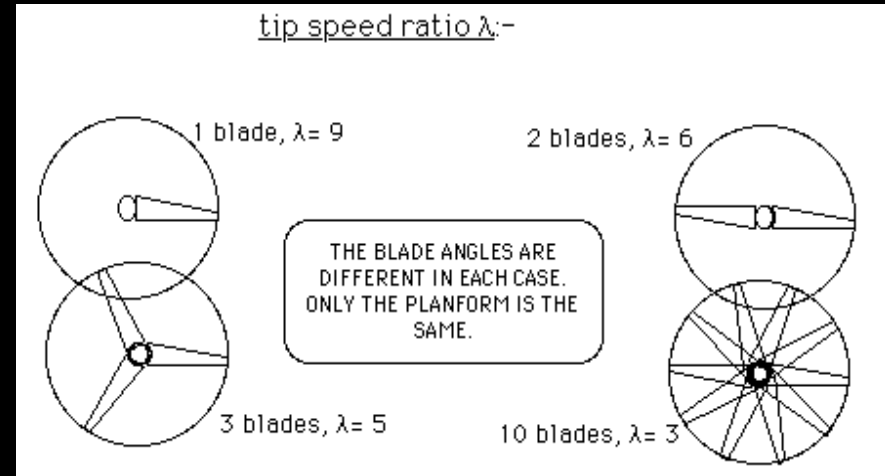 tip speed ratio λ:-
1 blade, λ= 9
2 blades, λ= 6
THE BLADE ANGLES ARE
DIFFERENT IN EACH CASE.
ONLY THE PLANFORM IS THE
SAME.
3 blades, λ= 5
10 blades, λ= 3